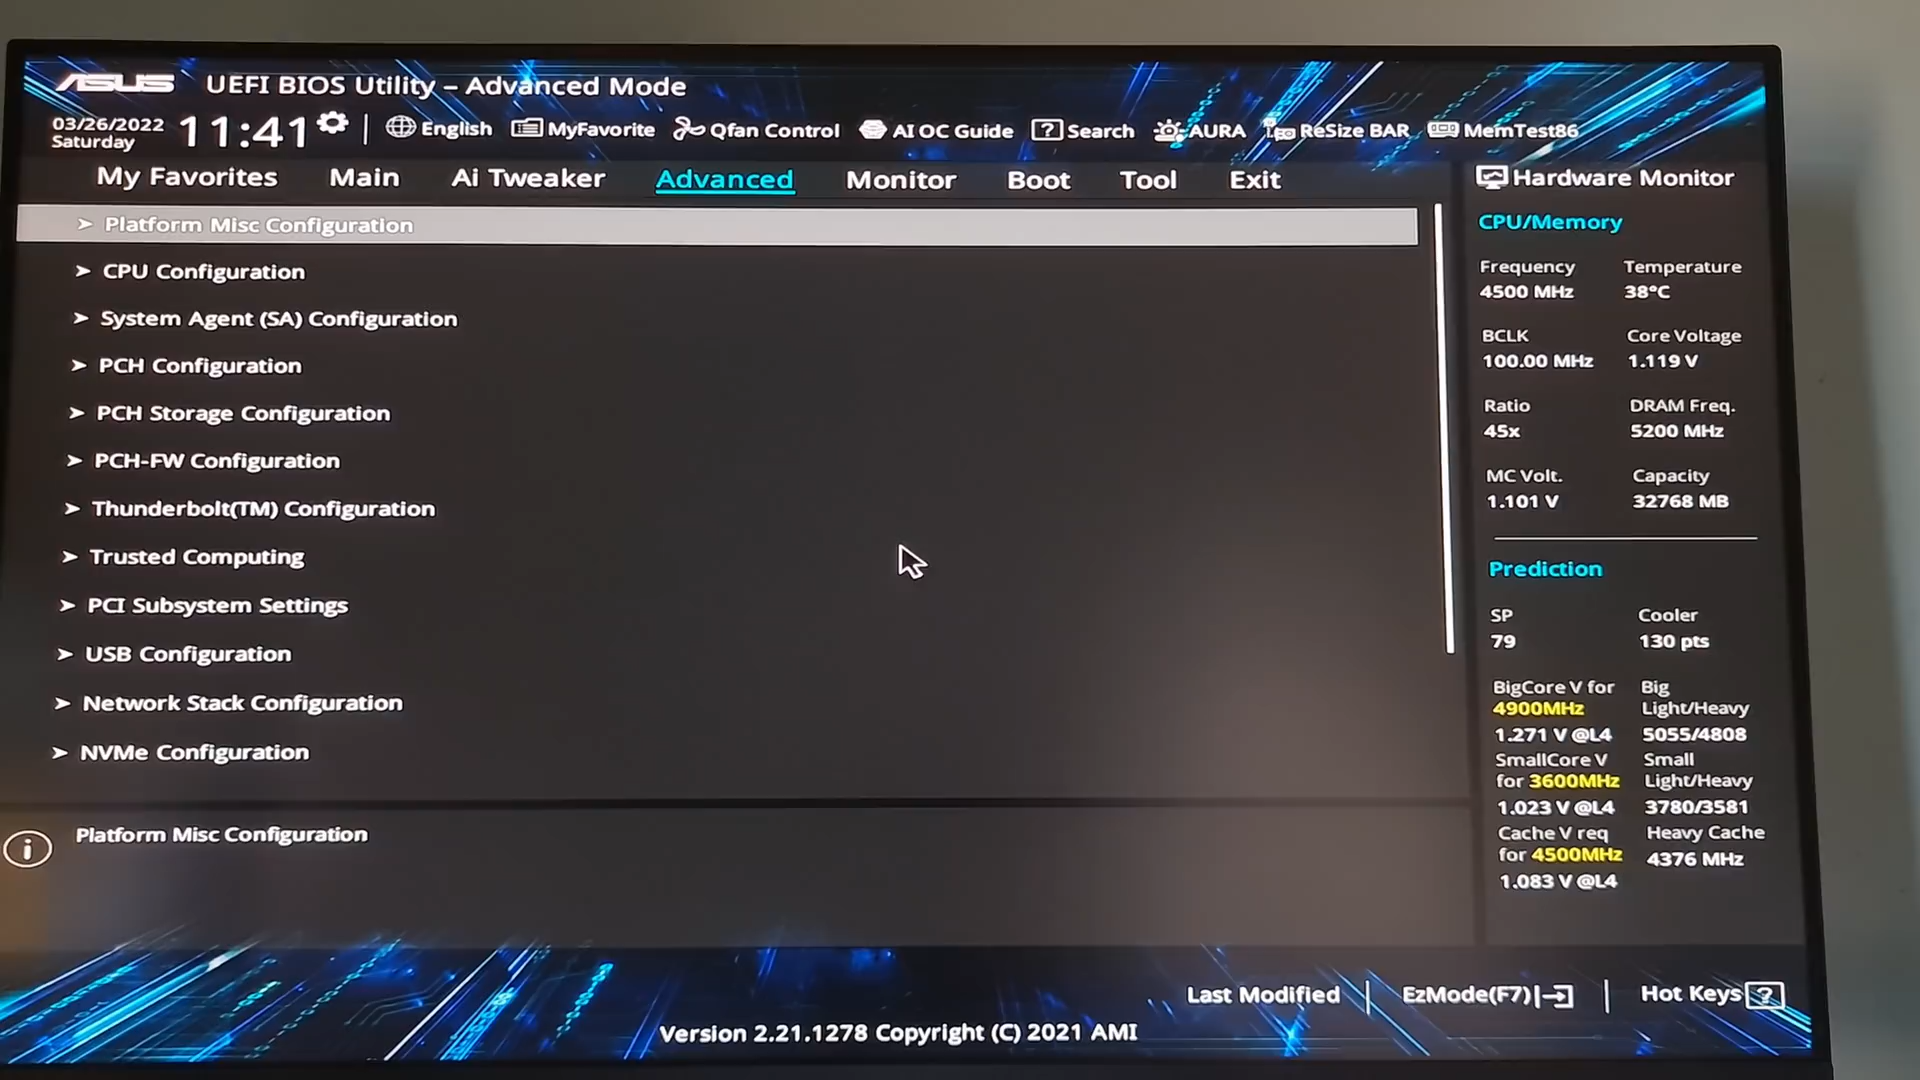 ASUS UEFI BIOS Utility – Advanced Mode
03/26/2022
Saturday
11:41
English MyFavorite Qfan Control AI OC Guide ? Search AURA ReSize BAR MemTest86
My Favorites Main Ai Tweaker Advanced Monitor Boot Tool Exit
> Platform Misc Configuration
> CPU Configuration
> System Agent (SA) Configuration
> PCH Configuration
> PCH Storage Configuration
> PCH-FW Configuration
> Thunderbolt(TM) Configuration
> Trusted Computing
> PCI Subsystem Settings
> USB Configuration
> Network Stack Configuration
> NVMe Configuration
i Platform Misc Configuration
Hardware Monitor
CPU/Memory
Frequency Temperature
4500 MHz 38°C
BCLK Core Voltage
100.00 MHz 1.119 V
Ratio DRAM Freq.
45x 5200 MHz
MC Volt. Capacity
1.101 V 32768 MB
Prediction
SP Cooler
79 130 pts
BigCore V for Big
4900MHz Light/Heavy
1.271 V @L4 5055/4808
SmallCore V Small
for 3600MHz Light/Heavy
1.023 V @L4 3780/3581
Cache V req Heavy Cache
for 4500MHz 4376 MHz
1.083 V @L4
Last Modified | EzMode(F7) | Hot Keys ?
Version 2.21.1278 Copyright (C) 2021 AMI